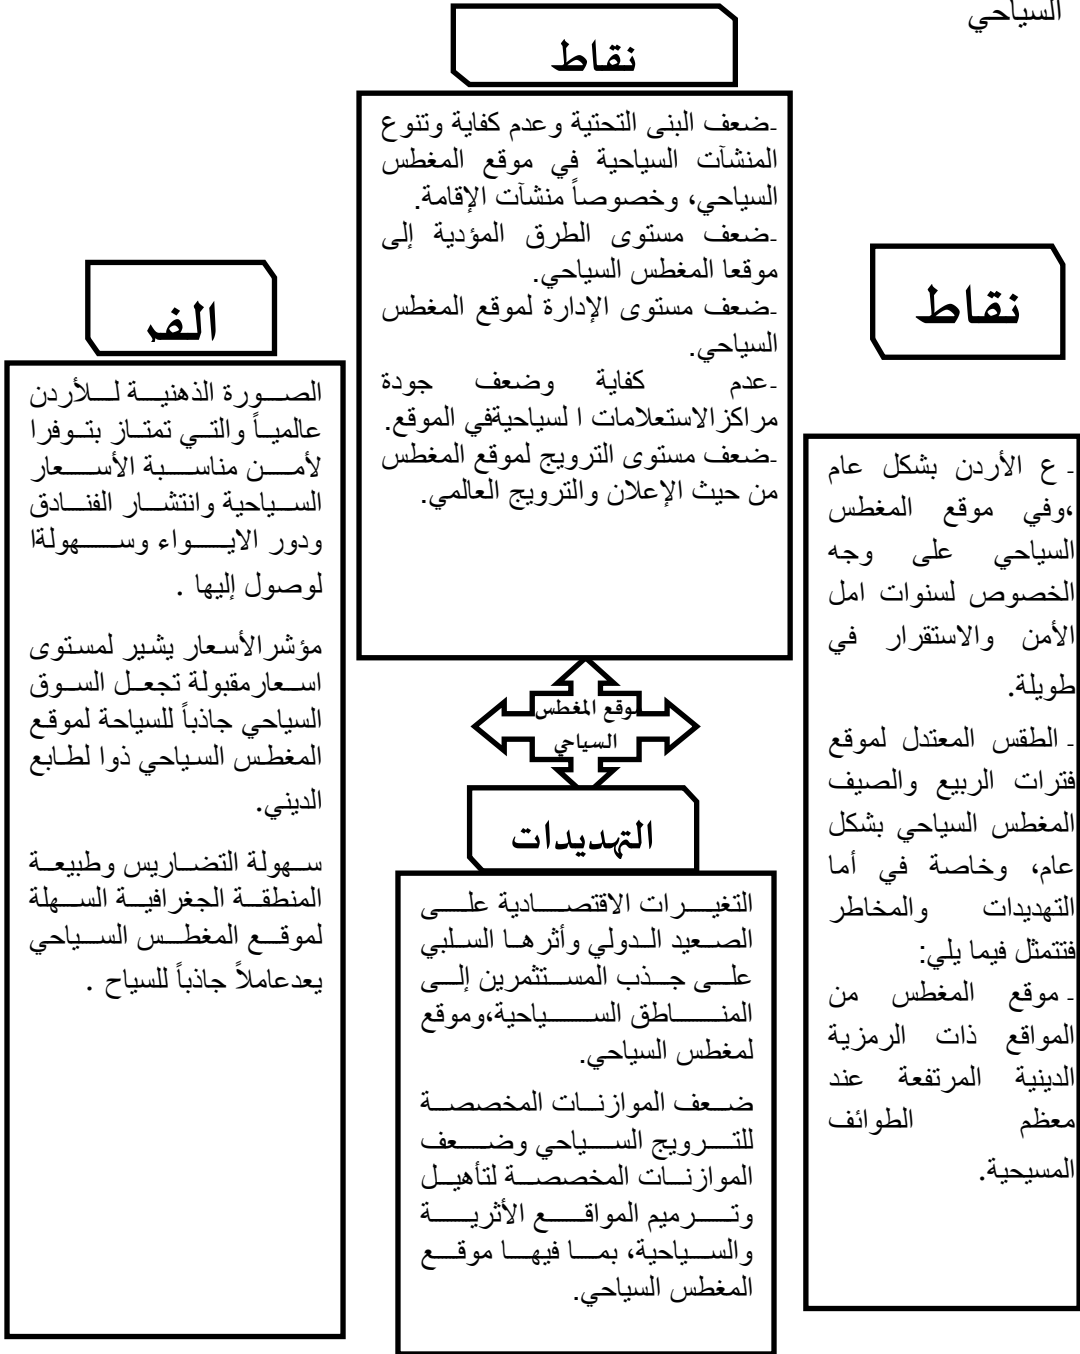 السياحي
نقاط
-ضعف البنى التحتية وعدم كفاية وتنوع
المنشآت السياحية في موقع المغطس
السياحي، وخصوصاً منشآت الإقامة.
-ضعف مستوى الطرق المؤدية إلى
موقعا المغطس السياحي.
-ضعف مستوى الإدارة لموقع المغطس
السياحي.
-عدم كفاية وضعف جودة
مراكزالاستعلامات ا لسياحيةفي الموقع.
-ضعف مستوى الترويج لموقع المغطس
من حيث الإعلان والترويج العالمي.
نقاط
- ع الأردن بشكل عام
،وفي موقع المغطس
السياحي على وجه
الخصوص لسنوات امل
الأمن والاستقرار في
طويلة.
- الطقس المعتدل لموقع
فترات الربيع والصيف
المغطس السياحي بشكل
عام، وخاصة في أما
التهديدات والمخاطر
فتتمثل فيما يلي:
- موقع المغطس من
المواقع ذات الرمزية
الدينية المرتفعة عند
معظم الطوائف
المسيحية.
الفر
الصورة الذهنية للأردن
عالمياً والتي تمتاز بتوفرا
لأمن مناسبة الأسعار
السياحية وانتشار الفنادق
ودور الايواء وسهولةا
لوصول إليها .
مؤشرالأسعار يشير لمستوى
اسعارمقبولة تجعل السوق
السياحي جاذباً للسياحة لموقع
المغطس السياحي ذوا لطابع
الديني.
سهولة التضاريس وطبيعة
المنطقة الجغرافية السهلة
لموقع المغطس السياحي
يعدعاملاً جاذباً للسياح .
موقع المغطس
السياحي
التهديدات
التغيرات الاقتصادية على
الصعيد الدولي وأثرها السلبي
على جذب المستثمرين إلى
المناطق السياحية،وموقع
لمغطس السياحي.
ضعف الموازنات المخصصة
للترويج السياحي وضعف
الموازنات المخصصة لتأهيل
وترميم المواقع الأثرية
والسياحية، بما فيها موقع
المغطس السياحي.